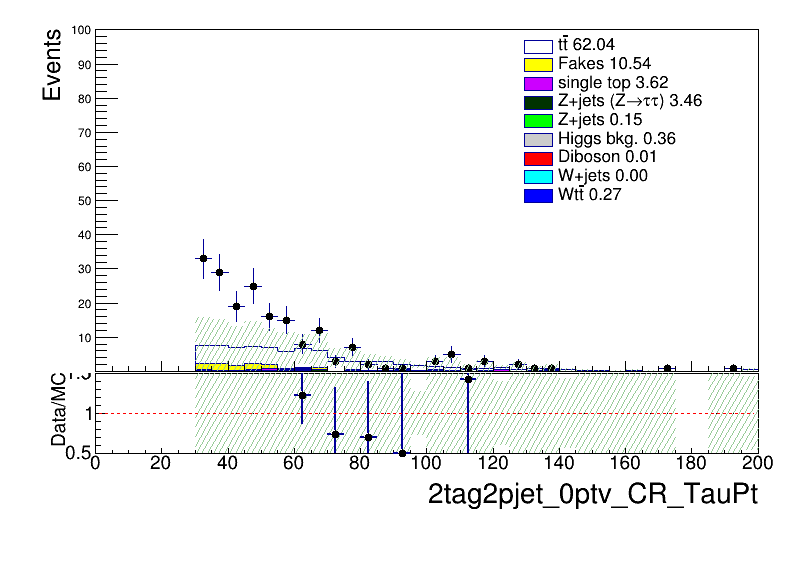 100
90
80
70
60
50
40
30
20
10
Events
tt̄ 62.04
Fakes 10.54
single top 3.62
Z+jets (Z→ττ) 3.46
Z+jets 0.15
Higgs bkg. 0.36
Diboson 0.01
W+jets 0.00
Wtt̄ 0.27
1.5
1
0.5
Data/MC
0 20 40 60 80 100 120 140 160 180 200
2tag2pjet_0ptv_CR_TauPt